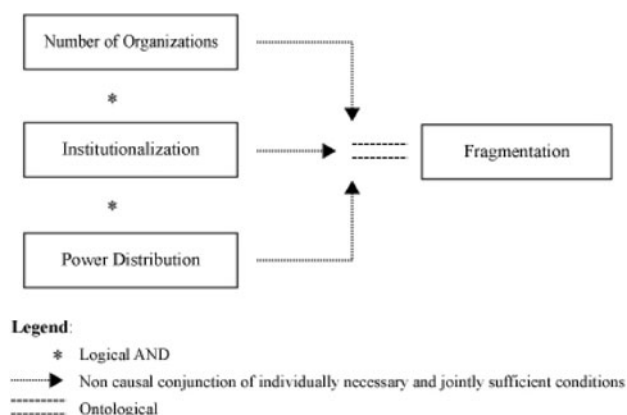 Number of Organizations
*
Institutionalization
Fragmentation
*
Power Distribution
Legend:
* Logical AND
Non causal conjunction of individually necessary and jointly sufficient conditions
Ontological